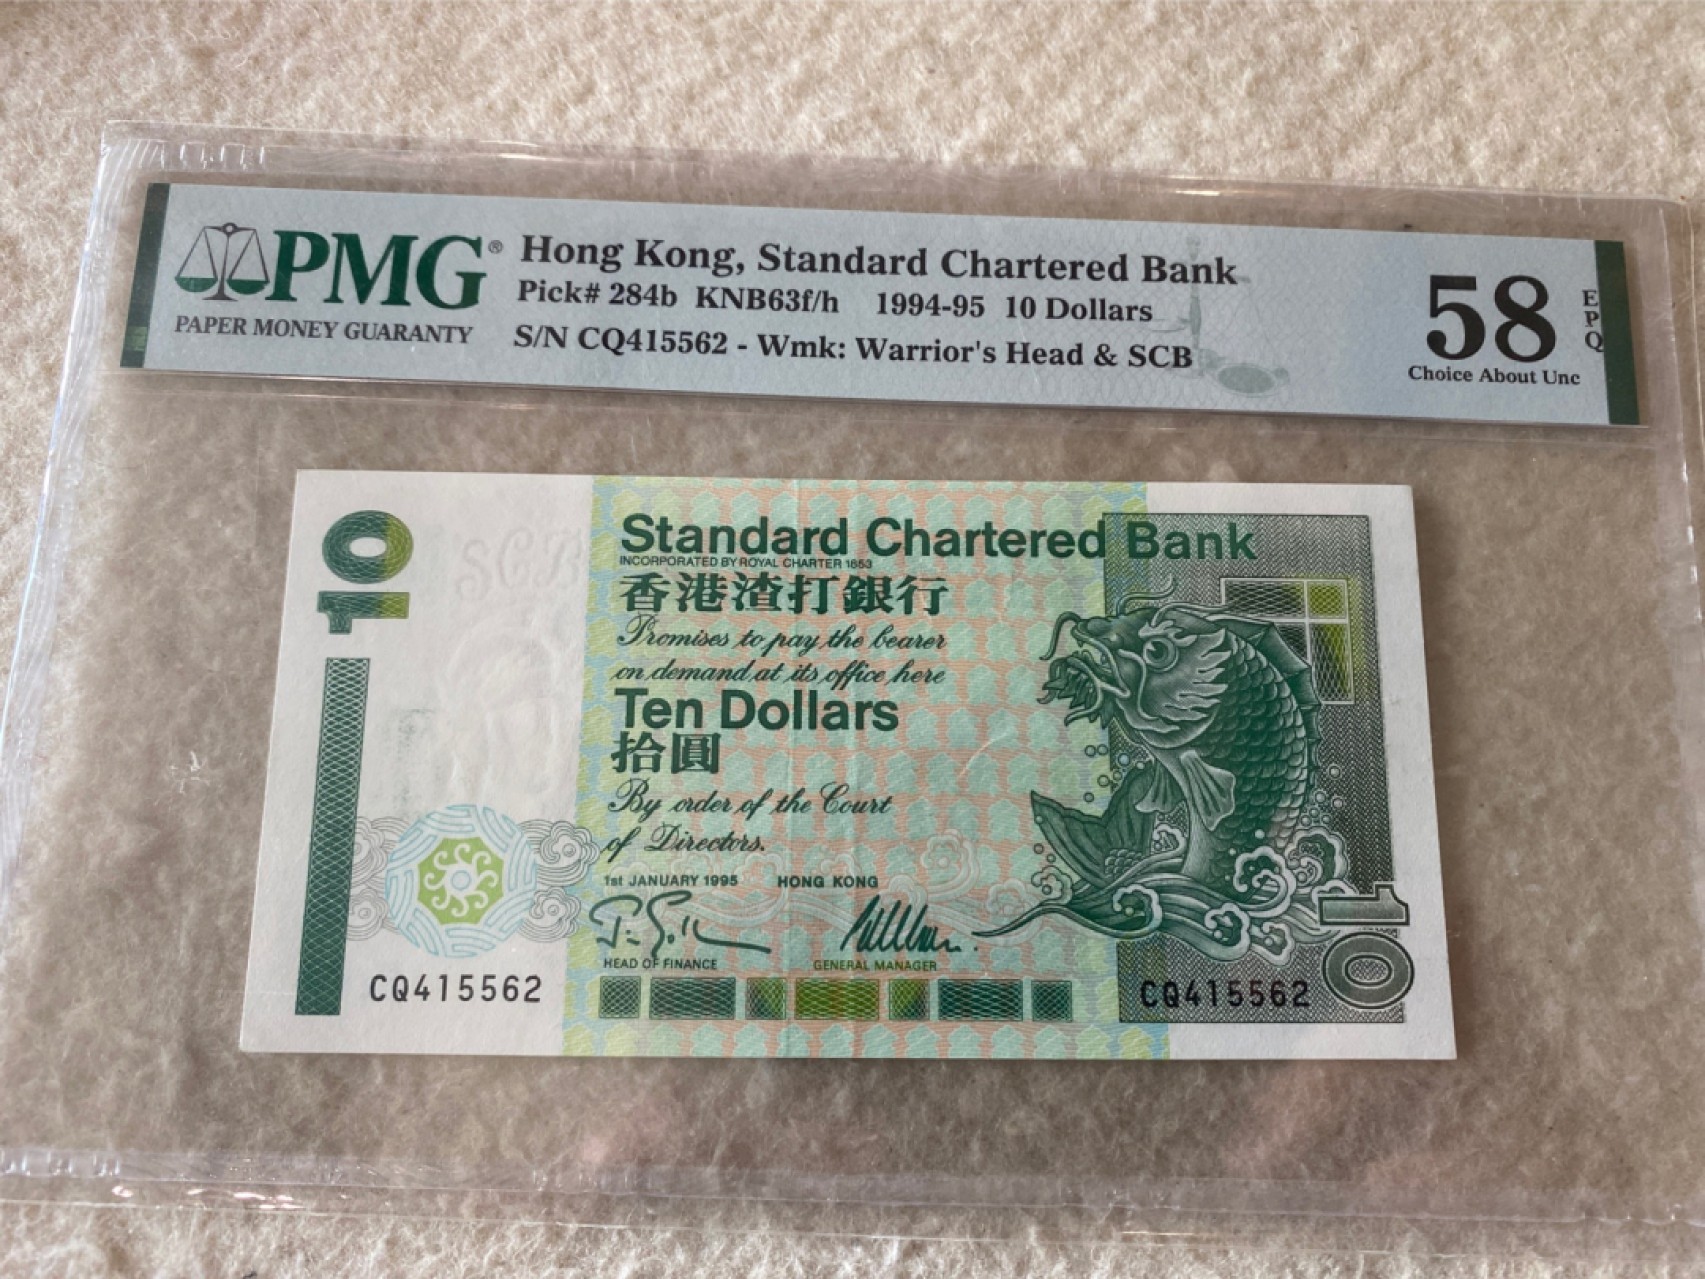 PMG®
PAPER MONEY GUARANTY
Hong Kong, Standard Chartered Bank
Pick# 284b KNB63f/h 1994-95 10 Dollars
S/N CQ415562 - Wmk: Warrior's Head & SCB
58
EPQ
Choice About Unc
10
SCB
Standard Chartered Bank
INCORPORATED BY ROYAL CHARTER 1853
香港渣打銀行
Promises to pay the bearer
on demand at its office here
Ten Dollars
拾圓
By order of the Court
of Directors.
1st JANUARY 1995 HONG KONG
HEAD OF FINANCE GENERAL MANAGER
CQ415562 CQ415562
10